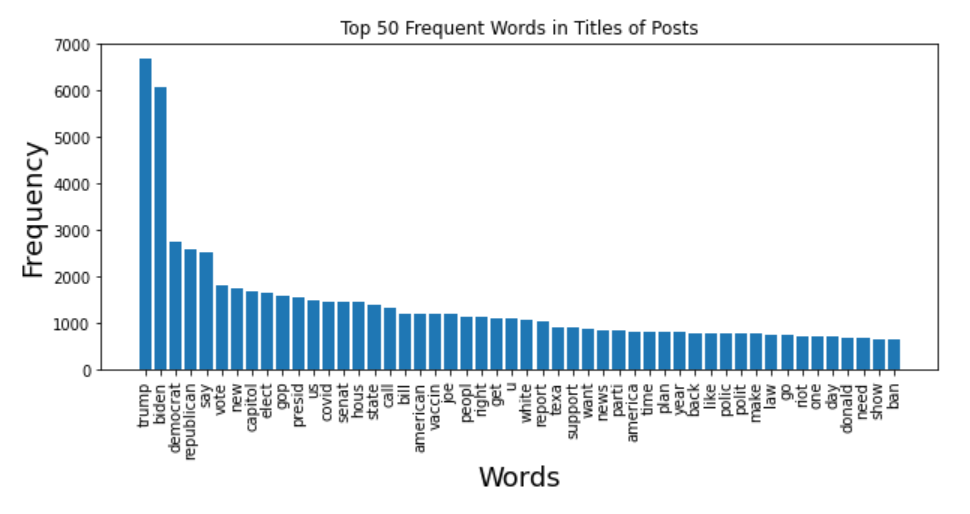 Top 50 Frequent Words in Titles of Posts
7000
6000
5000
4000
3000
2000
1000
0
Frequency
trump
biden
democrat
republican
say
vote
new
capitol
elect
gop
presid
us
covid
senat
hous
state
call
bill
american
vaccin
joe
peopl
right
get
u
white
report
texa
support
want
news
parti
america
time
plan
year
back
like
polic
polit
make
law
go
riot
one
day
donald
need
show
ban
Words